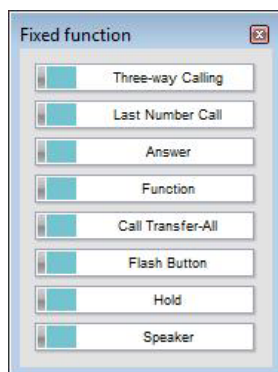 Fixed function
Three-way Calling
Last Number Call
Answer
Function
Call Transfer-All
Flash Button
Hold
Speaker